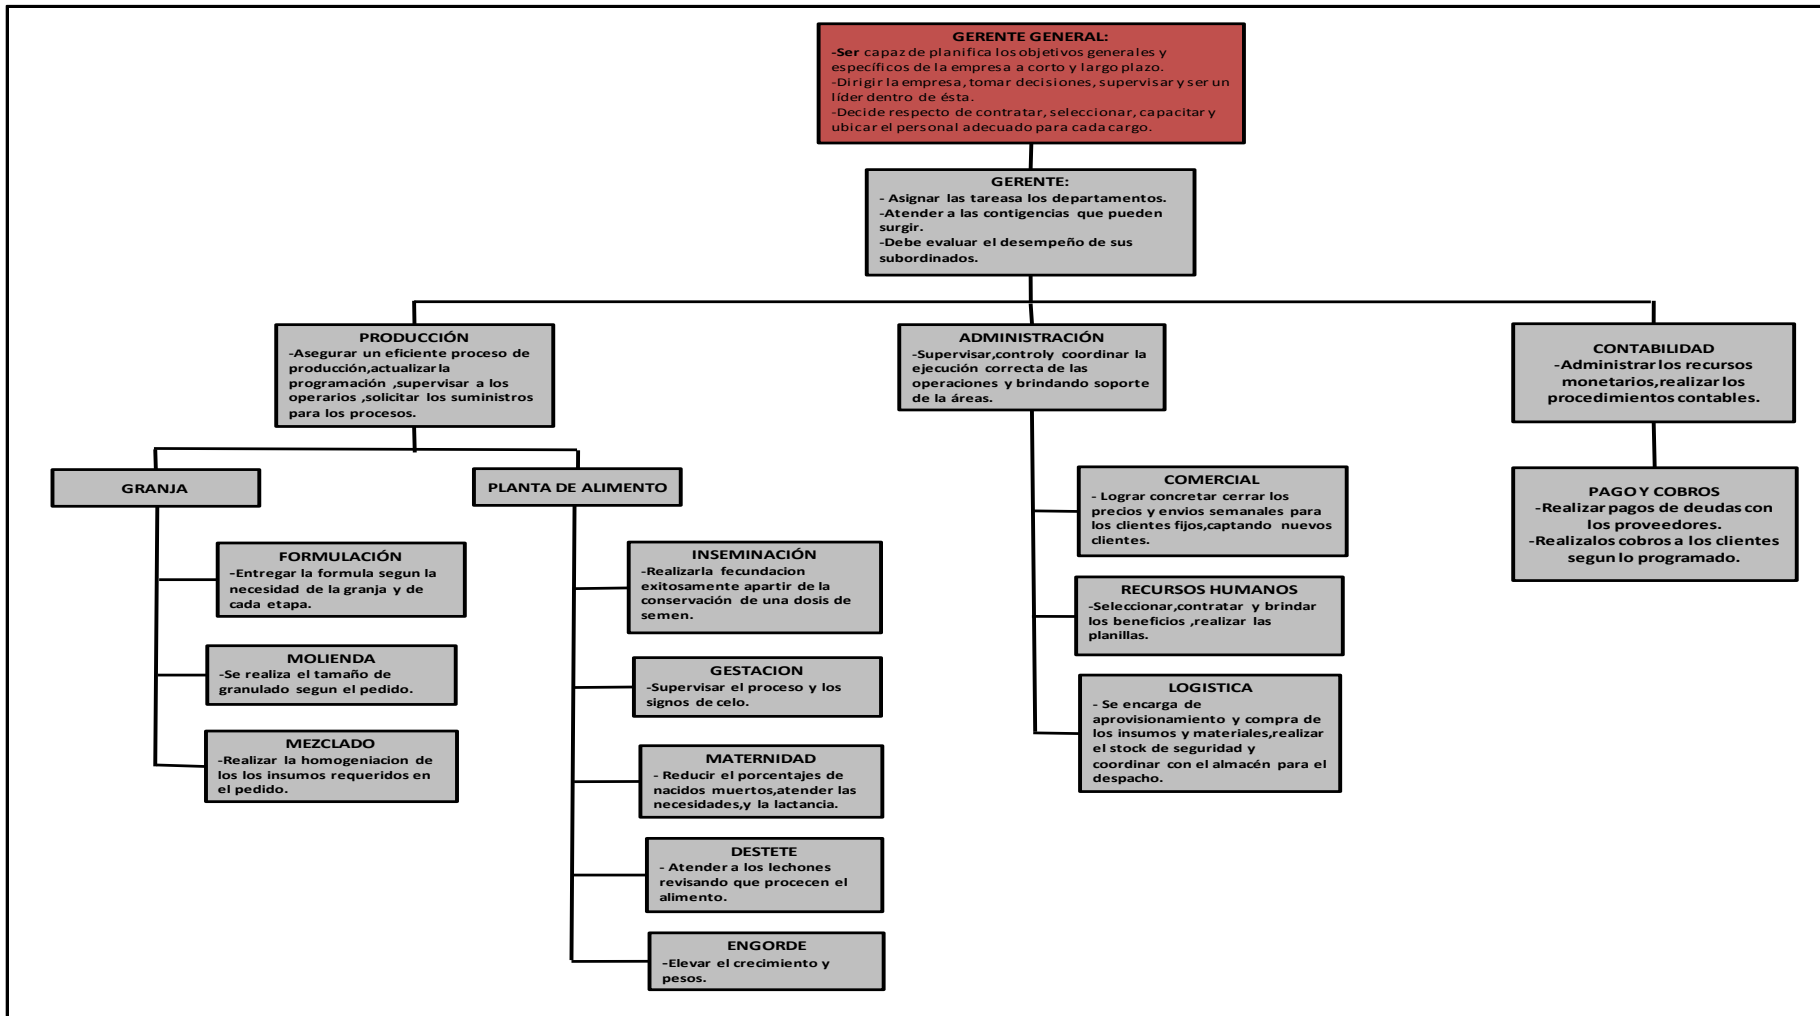 GERENTE GENERAL:
-Ser capaz de planifica los objetivos generales y
específicos de la empresa a corto y largo plazo.
-Dirigir la empresa, tomar decisiones, supervisar y ser un
líder dentro de ésta.
-Decide respecto de contratar, seleccionar, capacitar y
ubicar el personal adecuado para cada cargo.
GERENTE:
- Asignar las tareasa los departamentos.
-Atender a las contigencias que pueden
surgir.
-Debe evaluar el desempeño de sus
subordinados.
PRODUCCIÓN
-Asegurar un eficiente proceso de
producción,actualizarla
programación ,supervisar a los
operarios ,solicitar los suministros
para los procesos.
ADMINISTRACIÓN
-Supervisar,controly coordinar la
ejecución correcta de las
operaciones y brindando soporte
de la áreas.
CONTABILIDAD
-Administrar los recursos
monetarios,realizar los
procedimientos contables.
GRANJA
PLANTA DE ALIMENTO
FORMULACIÓN
-Entregar la formula segun la
necesidad de la granja y de
cada etapa.
MOLIENDA
-Se realiza el tamaño de
granulado segun el pedido.
MEZCLADO
-Realizar la homogeniacion de
los los insumos requeridos en
el pedido.
INSEMINACIÓN
-Realizarla fecundacion
exitosamente apartir de la
conservación de una dosis de
semen.
GESTACION
-Supervisar el proceso y los
signos de celo.
MATERNIDAD
- Reducir el porcentajes de
nacidos muertos,atender las
necesidades,y la lactancia.
DESTETE
- Atender a los lechones
revisando que procecen el
alimento.
ENGORDE
-Elevar el crecimiento y
pesos.
COMERCIAL
- Lograr concretar cerrar los
precios y envios semanales para
los clientes fijos,captando nuevos
clientes.
RECURSOS HUMANOS
-Seleccionar,contratar y brindar
los beneficios ,realizar las
planillas.
LOGISTICA
- Se encarga de
aprovisionamiento y compra de
los insumos y materiales,realizar
el stock de seguridad y
coordinar con el almacén para el
despacho.
PAGO Y COBROS
-Realizar pagos de deudas con
los proveedores.
-Realizalos cobros a los clientes
segun lo programado.